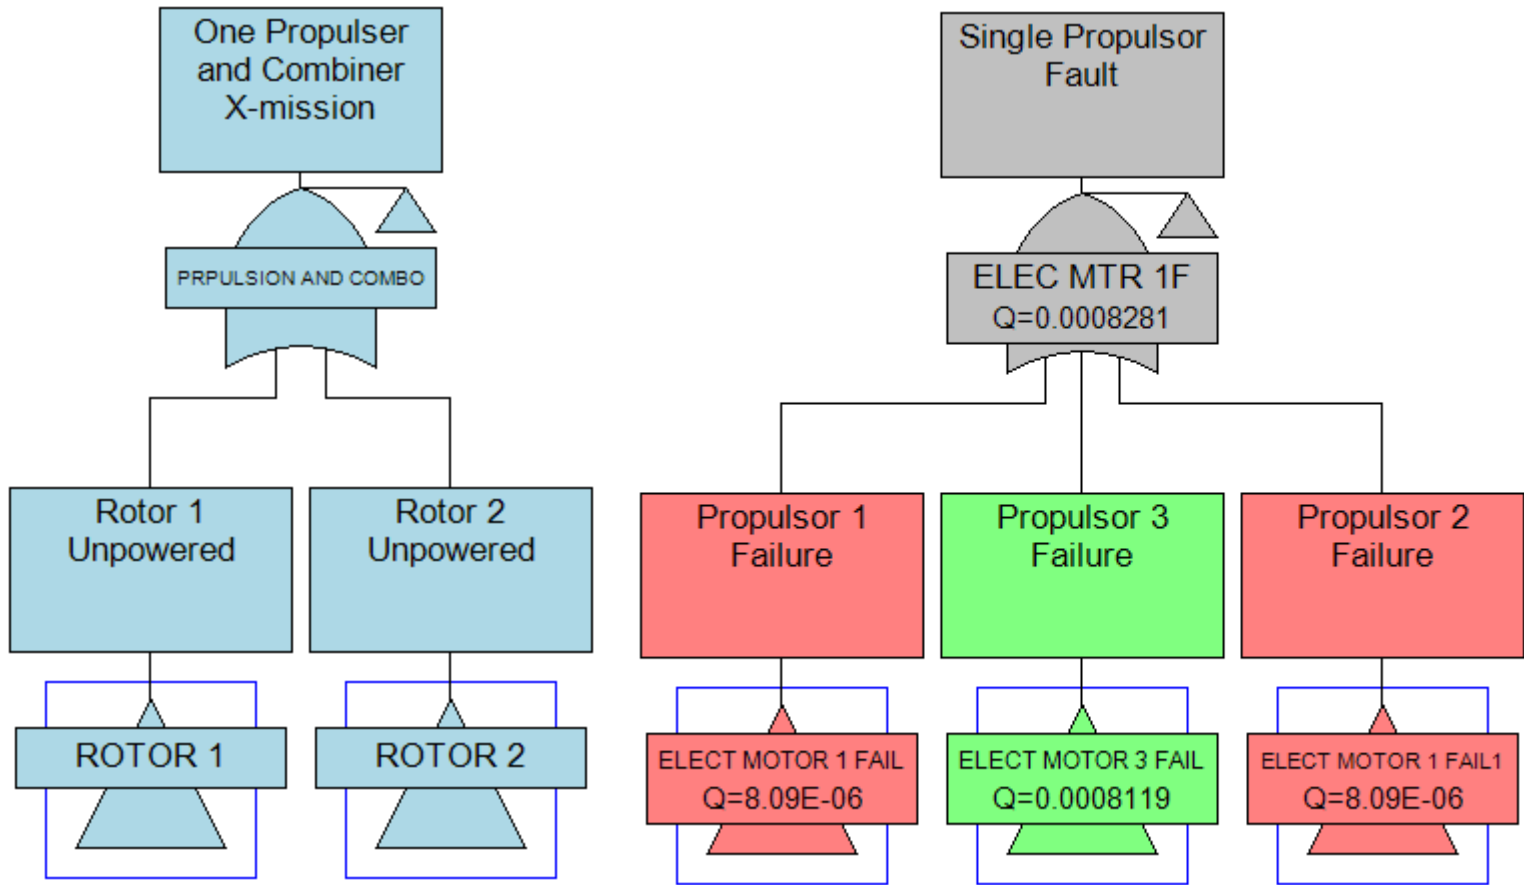 One Propulser
and Combiner
X-mission
PRPULSION AND COMBO
Rotor 1
Unpowered
Rotor 2
Unpowered
ROTOR 1
ROTOR 2
Single Propulsor
Fault
ELEC MTR 1F
Q=0.0008281
Propulsor 1
Failure
Propulsor 3
Failure
Propulsor 2
Failure
ELECT MOTOR 1 FAIL
Q=8.09E-06
ELECT MOTOR 3 FAIL
Q=0.0008119
ELECT MOTOR 1 FAIL1
Q=8.09E-06